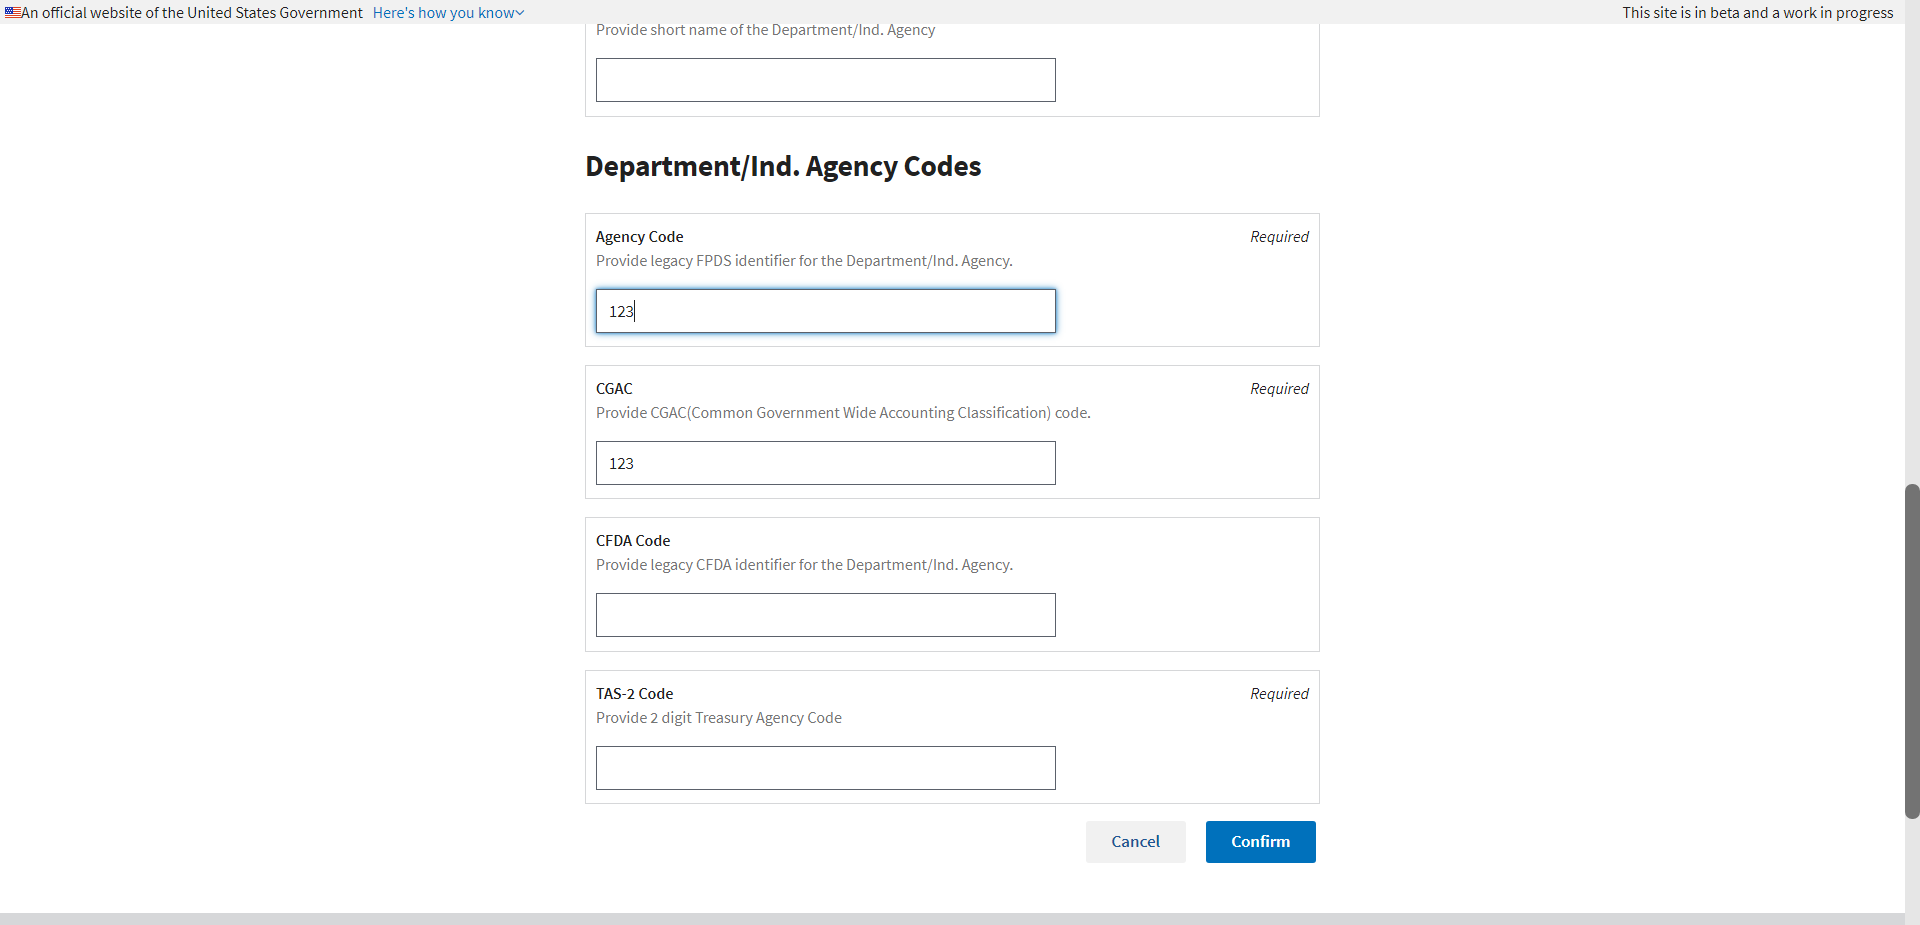 An official website of the United States Government Here's how you know
This site is in beta and a work in progress
Provide short name of the Department/Ind. Agency
Department/Ind. Agency Codes
Agency Code
Required
Provide legacy FPDS identifier for the Department/Ind. Agency.
123
CGAC
Required
Provide CGAC(Common Government Wide Accounting Classification) code.
123
CFDA Code
Provide legacy CFDA identifier for the Department/Ind. Agency.
TAS-2 Code
Required
Provide 2 digit Treasury Agency Code
Cancel
Confirm